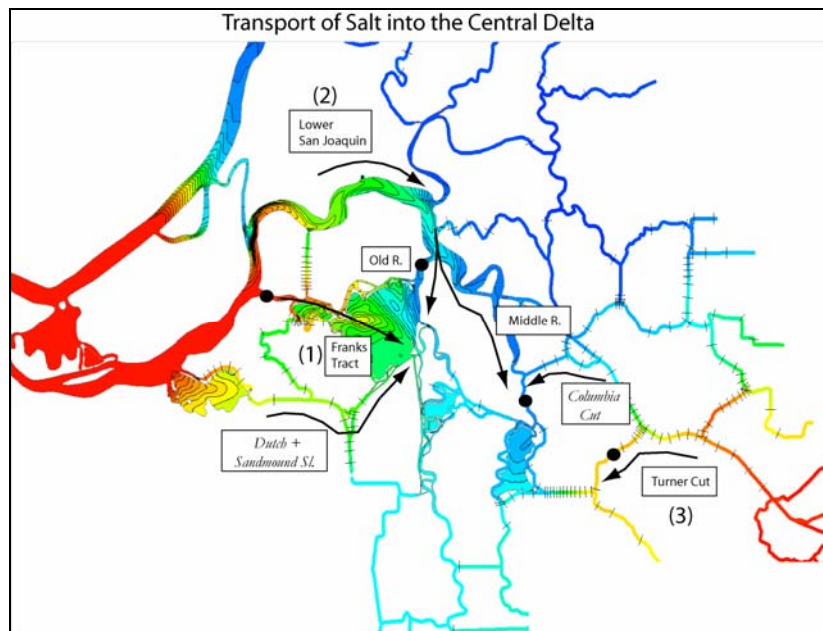 Transport of Salt into the Central Delta
(2)
Lower
San Joaquin
Old R.
Middle R.
(1)
Franks
Tract
Columbia
Cut
Dutch +
Sandmound Sl.
Turner Cut
(3)